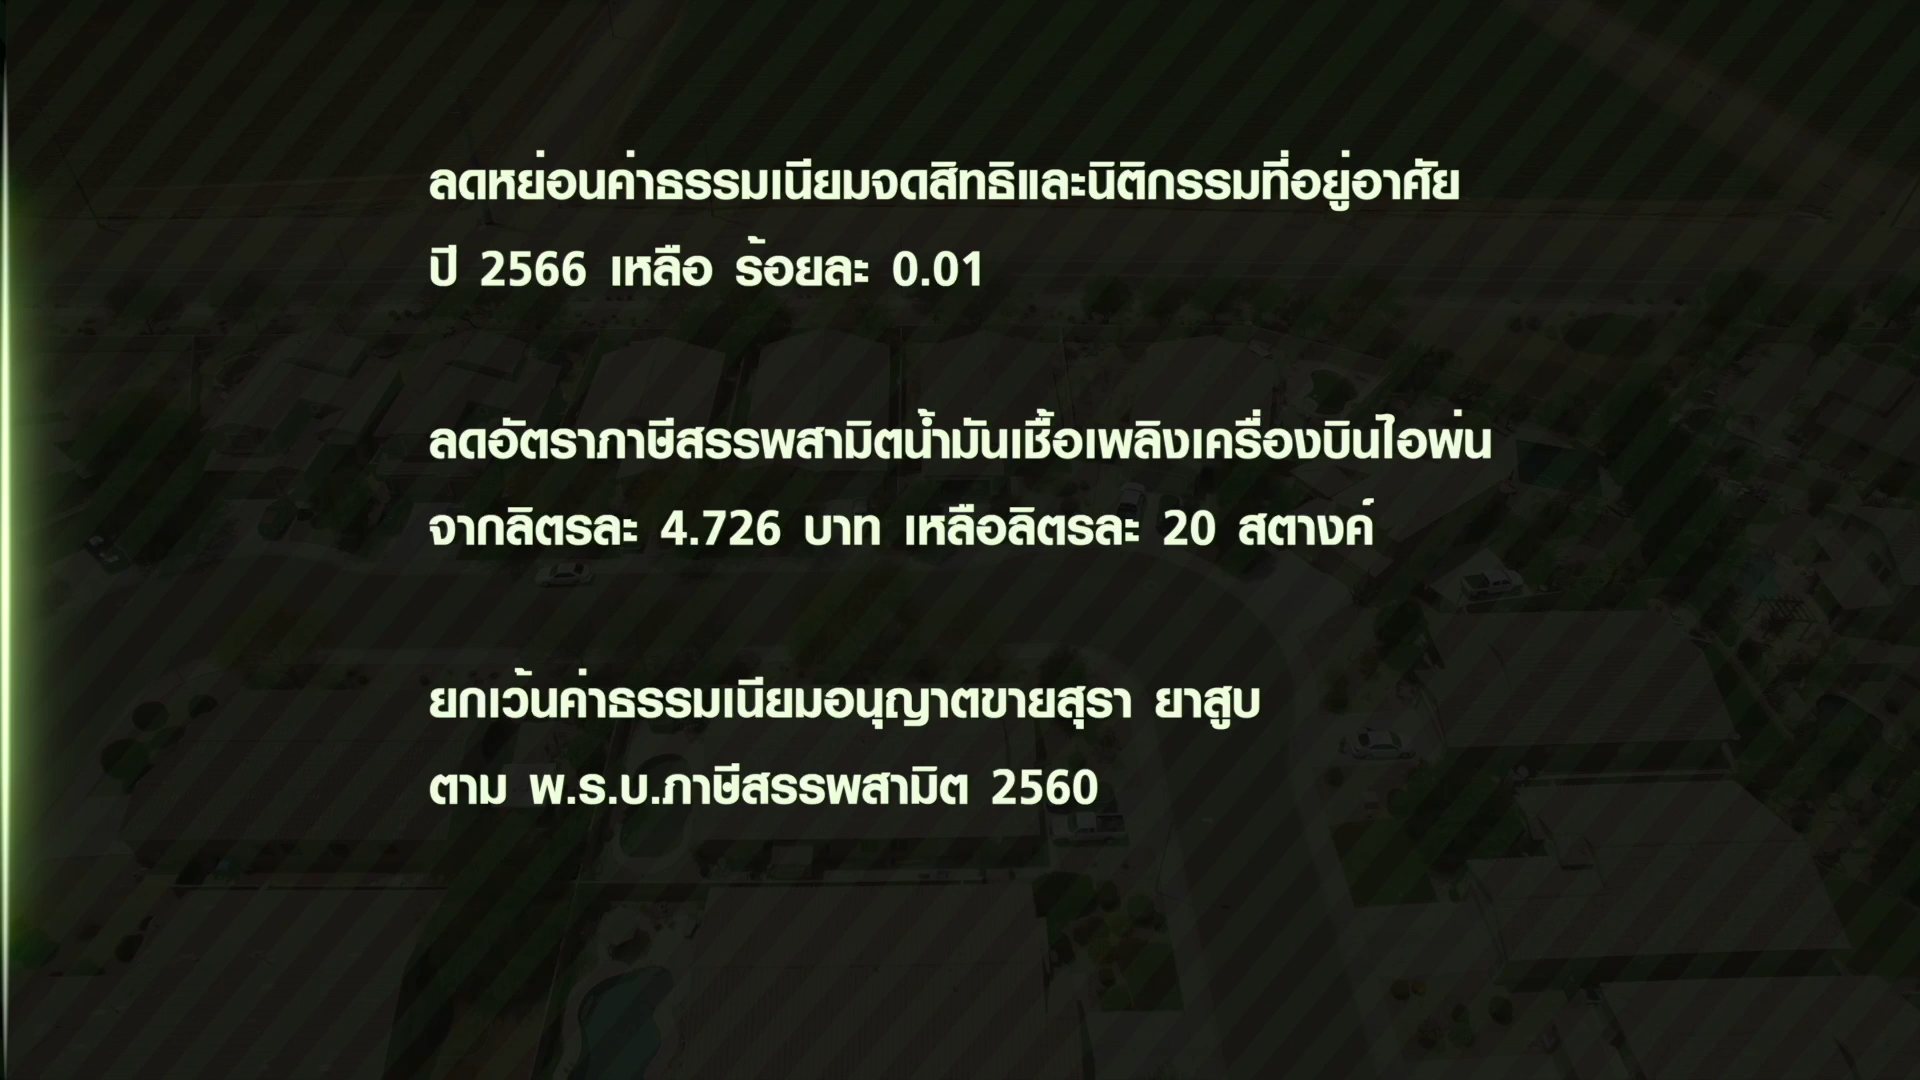 ลดหย่อนค่าธรรมเนียมจดสิทธิและนิติกรรมที่อยู่อาศัย
ปี 2566 เหลือ ร้อยละ 0.01
ลดอัตราภาษีสรรพสามิตน้ำมันเชื้อเพลิงเครื่องบินไอพ่น
จากลิตรละ 4.726 บาท เหลือลิตรละ 20 สตางค์
ยกเว้นค่าธรรมเนียมอนุญาตขายสุรา ยาสูบ
ตาม พ.ร.บ.ภาษีสรรพสามิต 2560